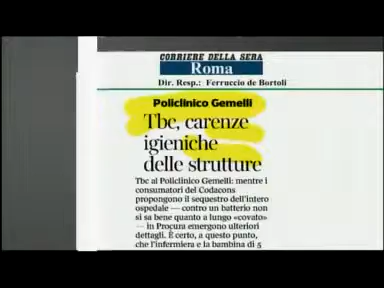 CORRIERE DELLA SERA
Roma
Dir. Resp.: Ferruccio de Bortoli
Policlinico Gemelli
Tbc, carenze
igieniche
delle strutture
Tbc al Policlinico Gemelli: mentre i
consumatori del Codacons
propongono il sequestro dell'intero
ospedale — contro un batterio non
si sa bene quanto a lungo «covato»
— in Procura emergono ulteriori
dettagli. È certo, a questo punto,
che l'infermiera e la bambina di 5